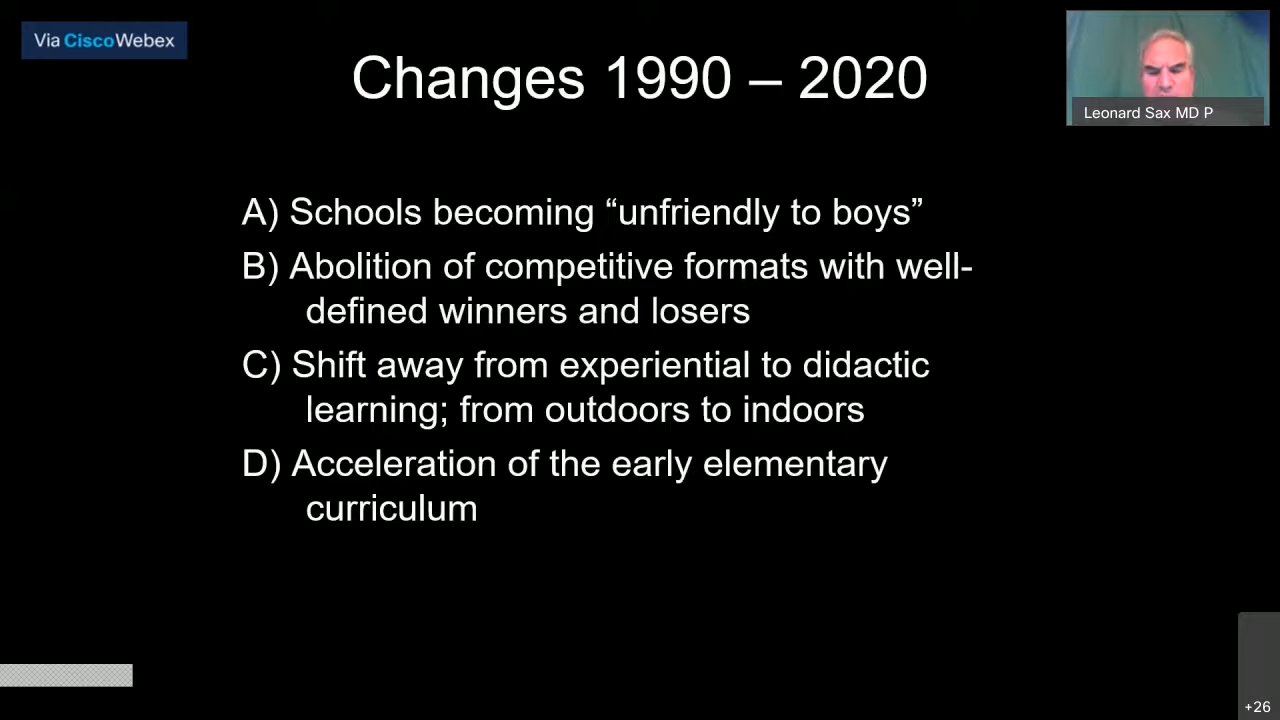 Via CiscoWebex
Changes 1990 – 2020
Leonard Sax MD P
A) Schools becoming “unfriendly to boys”
B) Abolition of competitive formats with well-
defined winners and losers
C) Shift away from experiential to didactic
learning; from outdoors to indoors
D) Acceleration of the early elementary
curriculum
+26